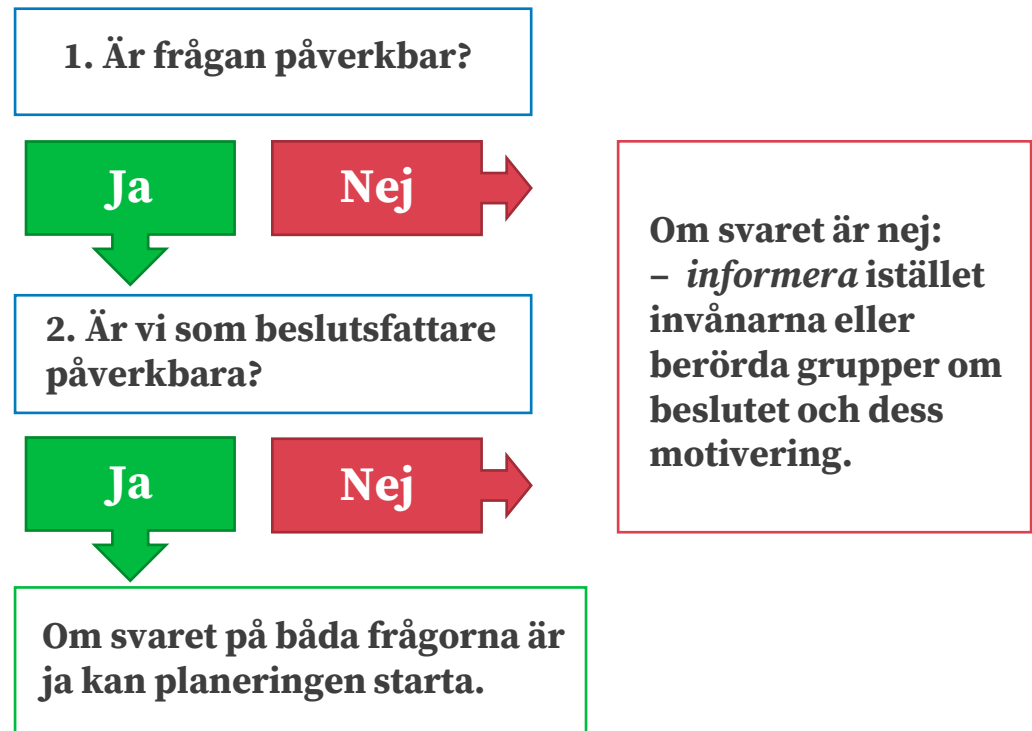 1. Är frågan påverkbar?
Ja
Nej
Om svaret är nej:
– informera istället
invånarna eller
berörda grupper om
beslutet och dess
motivering.
2. Är vi som beslutsfattare
påverkbara?
Ja
Nej
Om svaret på båda frågorna är
ja kan planeringen starta.